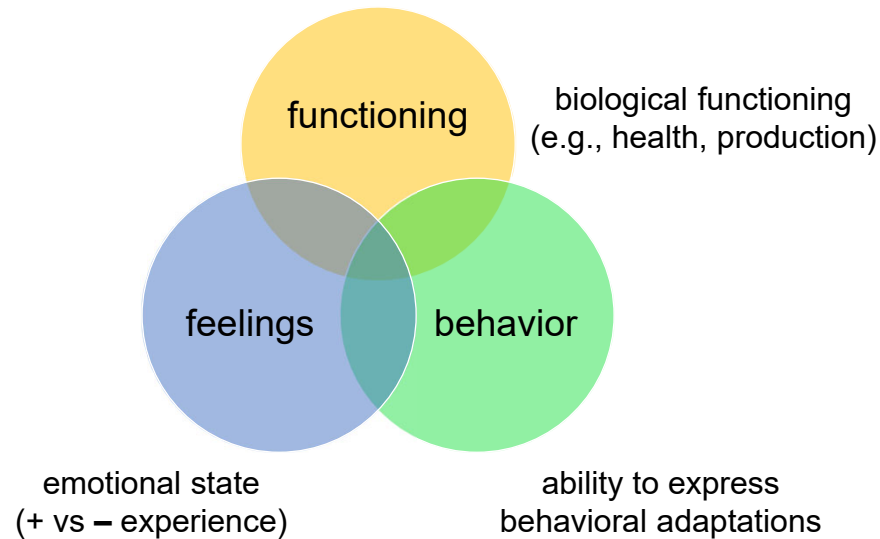 functioning
biological functioning
(e.g., health, production)
feelings
behavior
emotional state
(+ vs – experience)
ability to express
behavioral adaptations